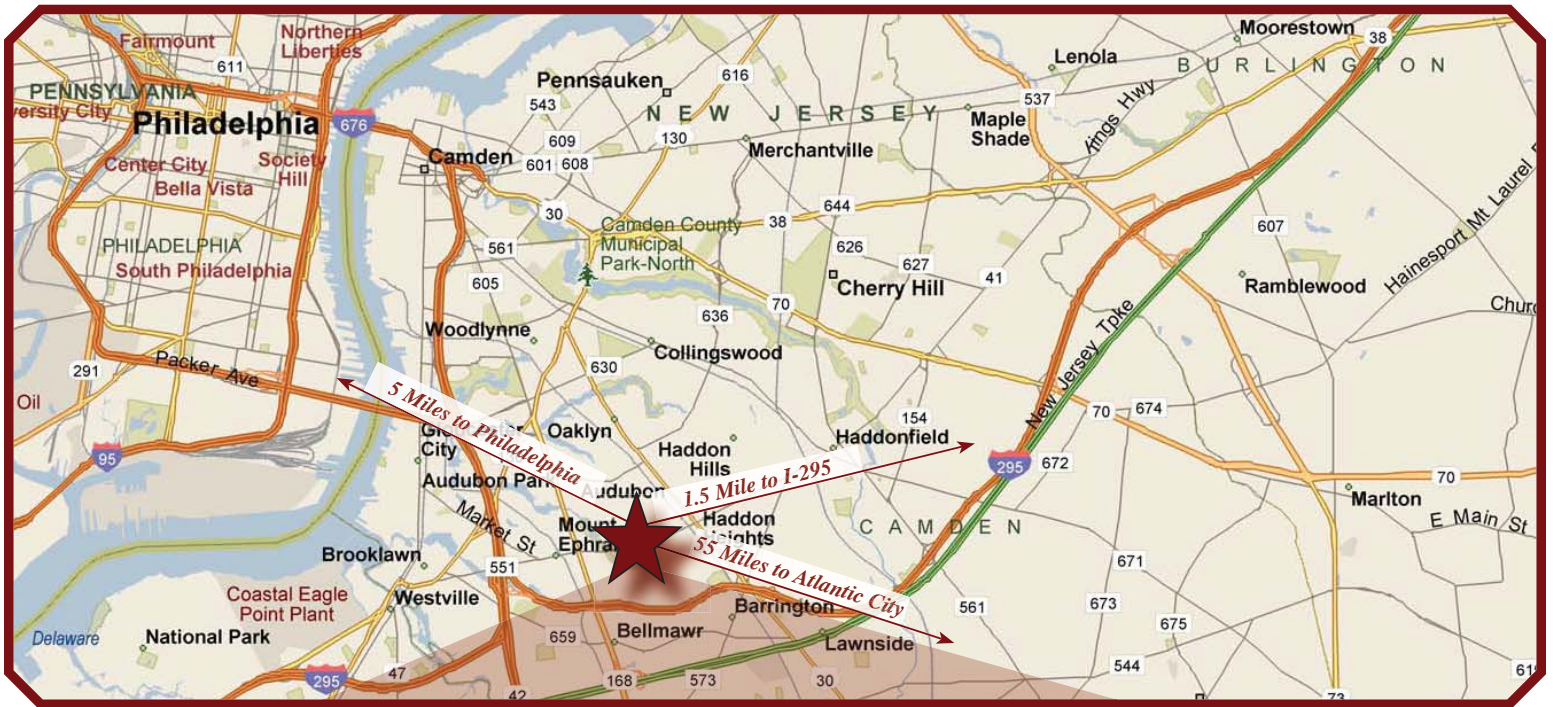 Fairmount
Northern
Liberties
611
PENNSYLVANIA
versity City
Philadelphia
676
Center City
Society
Hill
Bella Vista
PHILADELPHIA
South Philadelphia
291
Packer Ave
Oil
95
Pennsauken
616
543
NEW JERSEY
609
130
601
608
Camden
Merchantville
Lenola
Moorestown
38
BURLINGTON
537
Kings Hwy
Maple
Shade
30
561
605
Camden County
Municipal
Park-North
38
644
626
627
41
Cherry Hill
607
Ramblewood
Hainesport Mt Laurel
636
70
Woodlynne
Collingswood
630
New Jersey Tpke
5 Miles to Philadelphia
City
Oaklyn
Haddon
Hills
154
Haddonfield
70
674
1.5 Mile to I-295
295
672
70
Marlton
E Main St
Audubon
Audubon
Market St
Mount
Haddon
CAMDEN
55 Miles to Atlantic City
Brooklawn
551
Coastal Eagle
Point Plant
Westville
Barrington
561
671
673
675
Delaware
National Park
659
Bellmawr
Lawnside
544
295
47
42
168
573
30
73